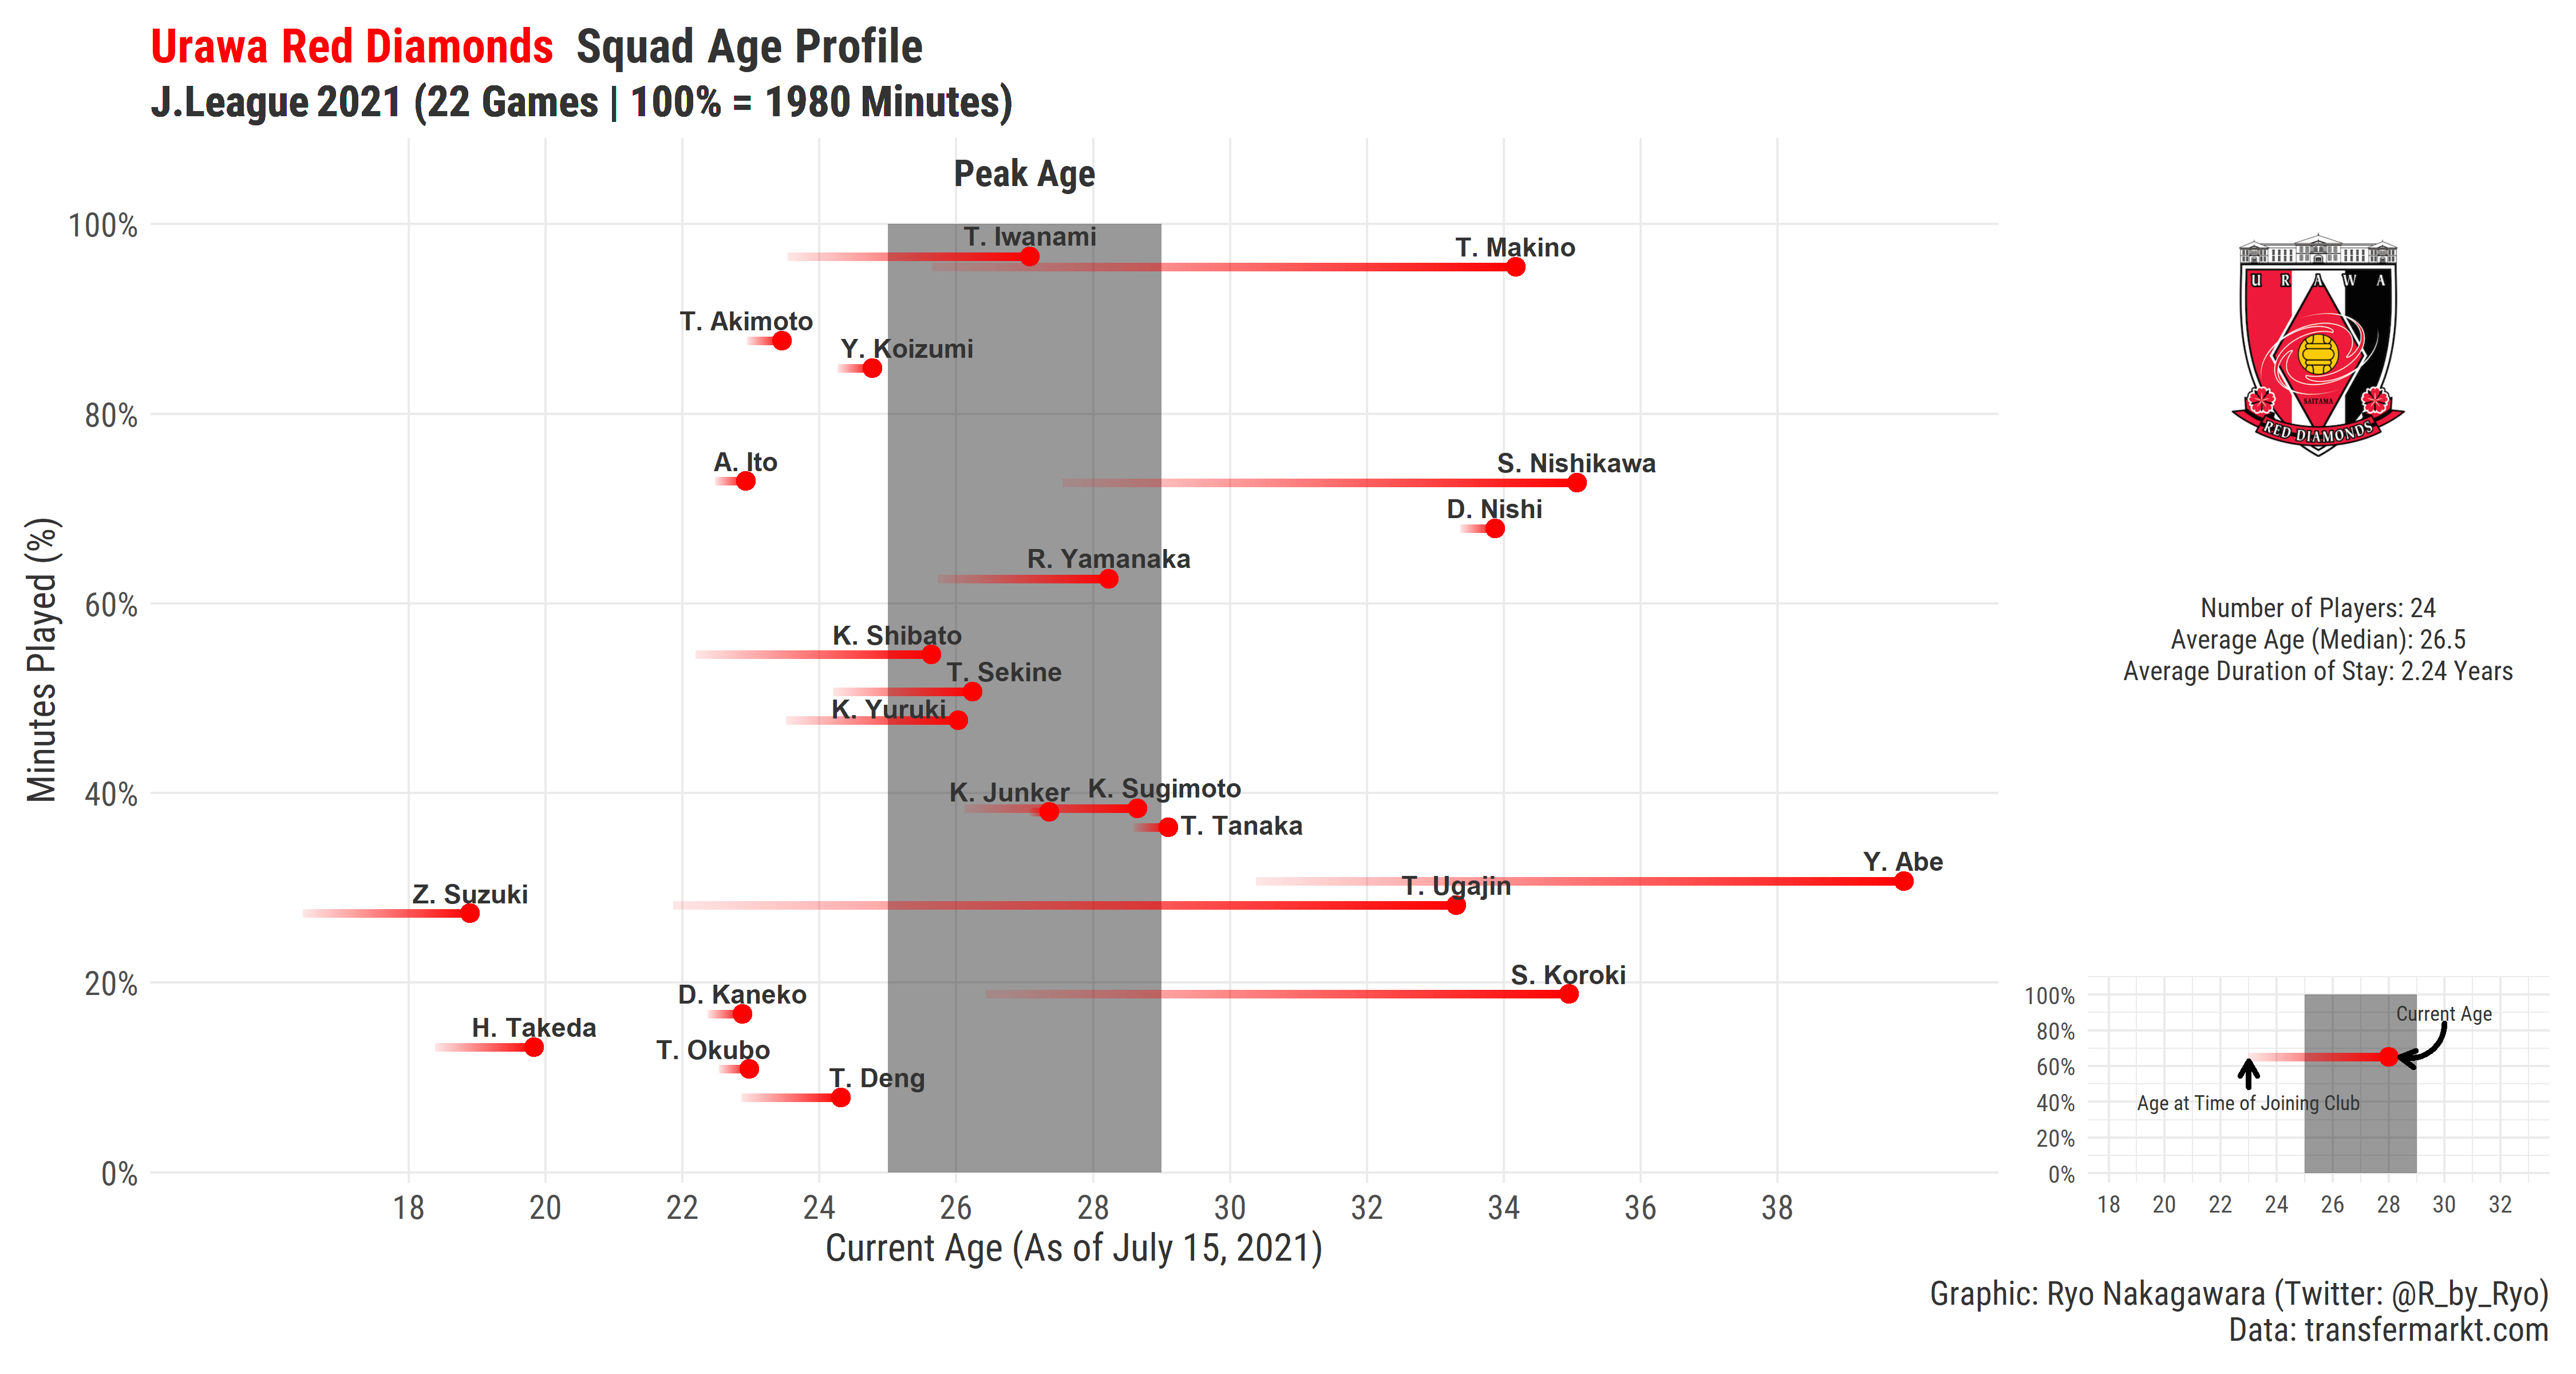 Urawa Red Diamonds Squad Age Profile
J.League 2021 (22 Games | 100% = 1980 Minutes)
Peak Age
100%
80%
60%
40%
20%
0%
Minutes Played (%)
T. Iwanami
T. Makino
T. Akimoto
Y. Koizumi
A. Ito
S. Nishikawa
D. Nishi
R. Yamanaka
K. Shibato
T. Sekine
K. Yuruki
K. Junker
K. Sugimoto
T. Tanaka
Y. Abe
T. Ugajin
Z. Suzuki
S. Koroki
D. Kaneko
H. Takeda
T. Okubo
T. Deng
18 20 22 24 26 28 30 32 34 36 38
Current Age (As of July 15, 2021)
URAWA
SAITAMA
RED DIAMONDS
Number of Players: 24
Average Age (Median): 26.5
Average Duration of Stay: 2.24 Years
100%
80%
60%
40%
20%
0%
Current Age
Age at Time of Joining Club
18 20 22 24 26 28 30 32
Graphic: Ryo Nakagawara (Twitter: @R_by_Ryo)
Data: transfermarkt.com